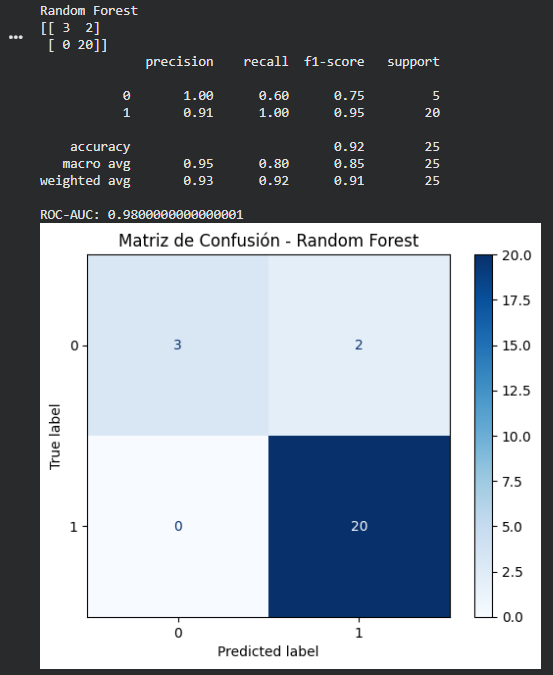 Random Forest
[[ 3  2]
 [ 0 20]]
              precision    recall  f1-score   support

           0       1.00      0.60      0.75         5
           1       0.91      1.00      0.95        20

    accuracy                           0.92        25
   macro avg       0.95      0.80      0.85        25
weighted avg       0.93      0.92      0.91        25

ROC-AUC: 0.9800000000000001
Matriz de Confusión - Random Forest
20.0
17.5
15.0
12.5
10.0
7.5
5.0
2.5
0.0
True label
0
3
2
1
0
20
0
1
Predicted label